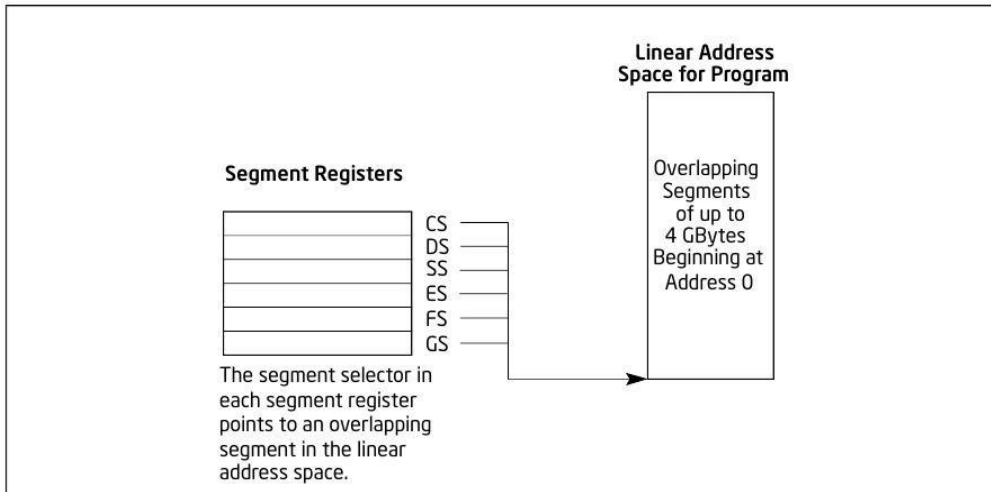 Linear Address
Space for Program
Overlapping
Segments
of up to
4 GBytes
Beginning at
Address 0
Segment Registers
CS
DS
SS
ES
FS
GS
The segment selector in
each segment register
points to an overlapping
segment in the linear
address space.